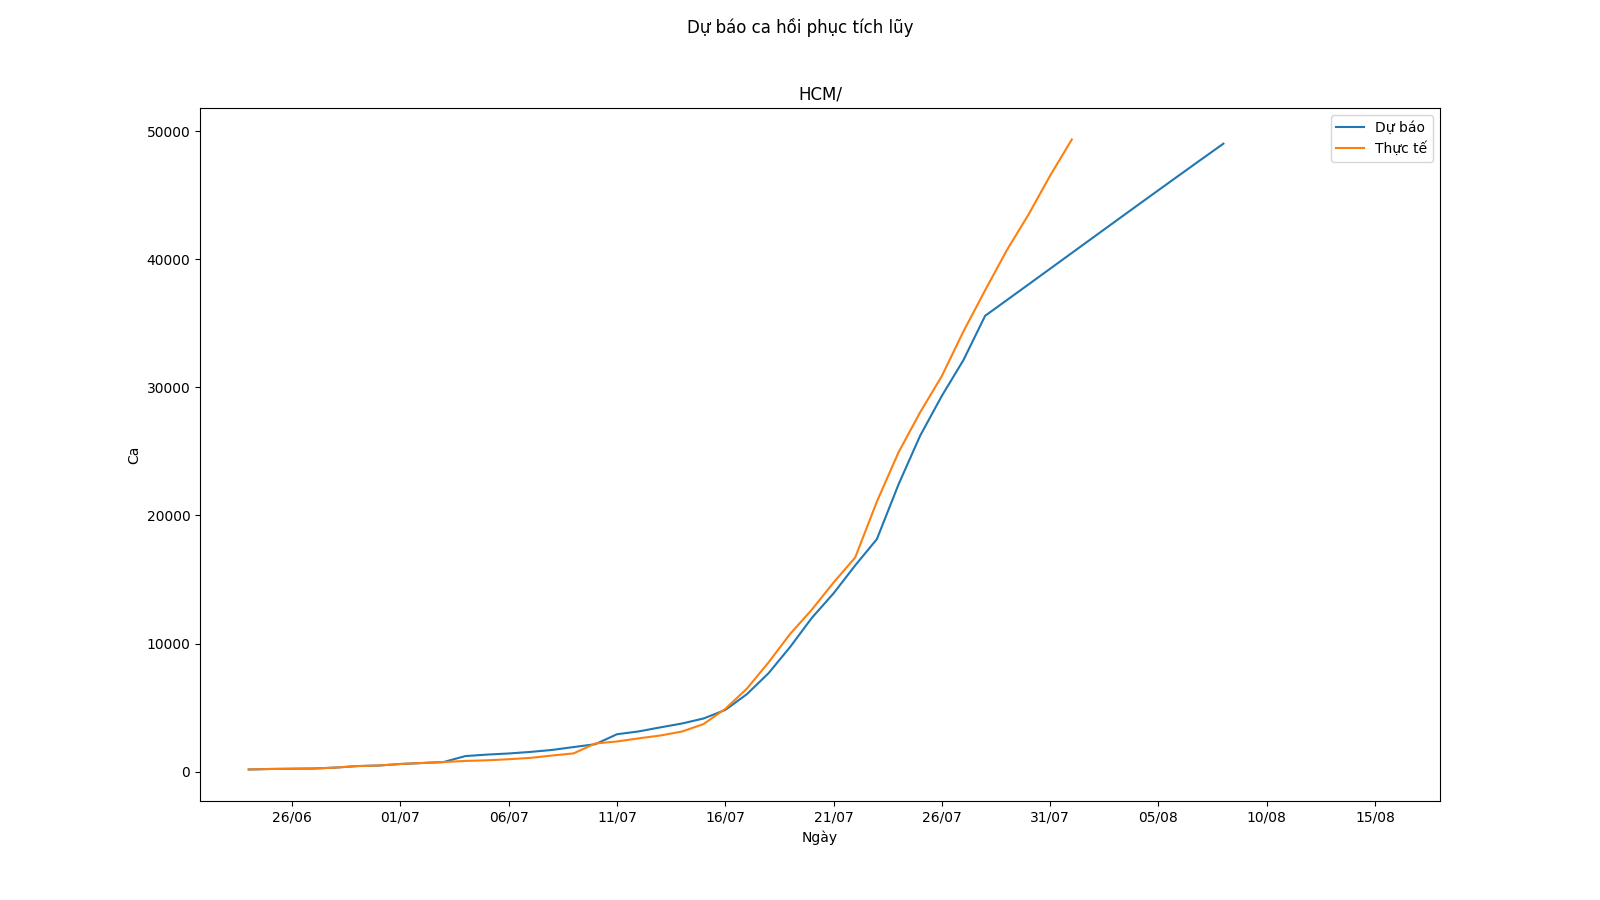 Dự báo ca hồi phục tích lũy
HCM/
Dự báo
Thực tế
50000
40000
30000
20000
10000
0
Ca
26/06
01/07
06/07
11/07
16/07
21/07
26/07
31/07
05/08
10/08
15/08
Ngày